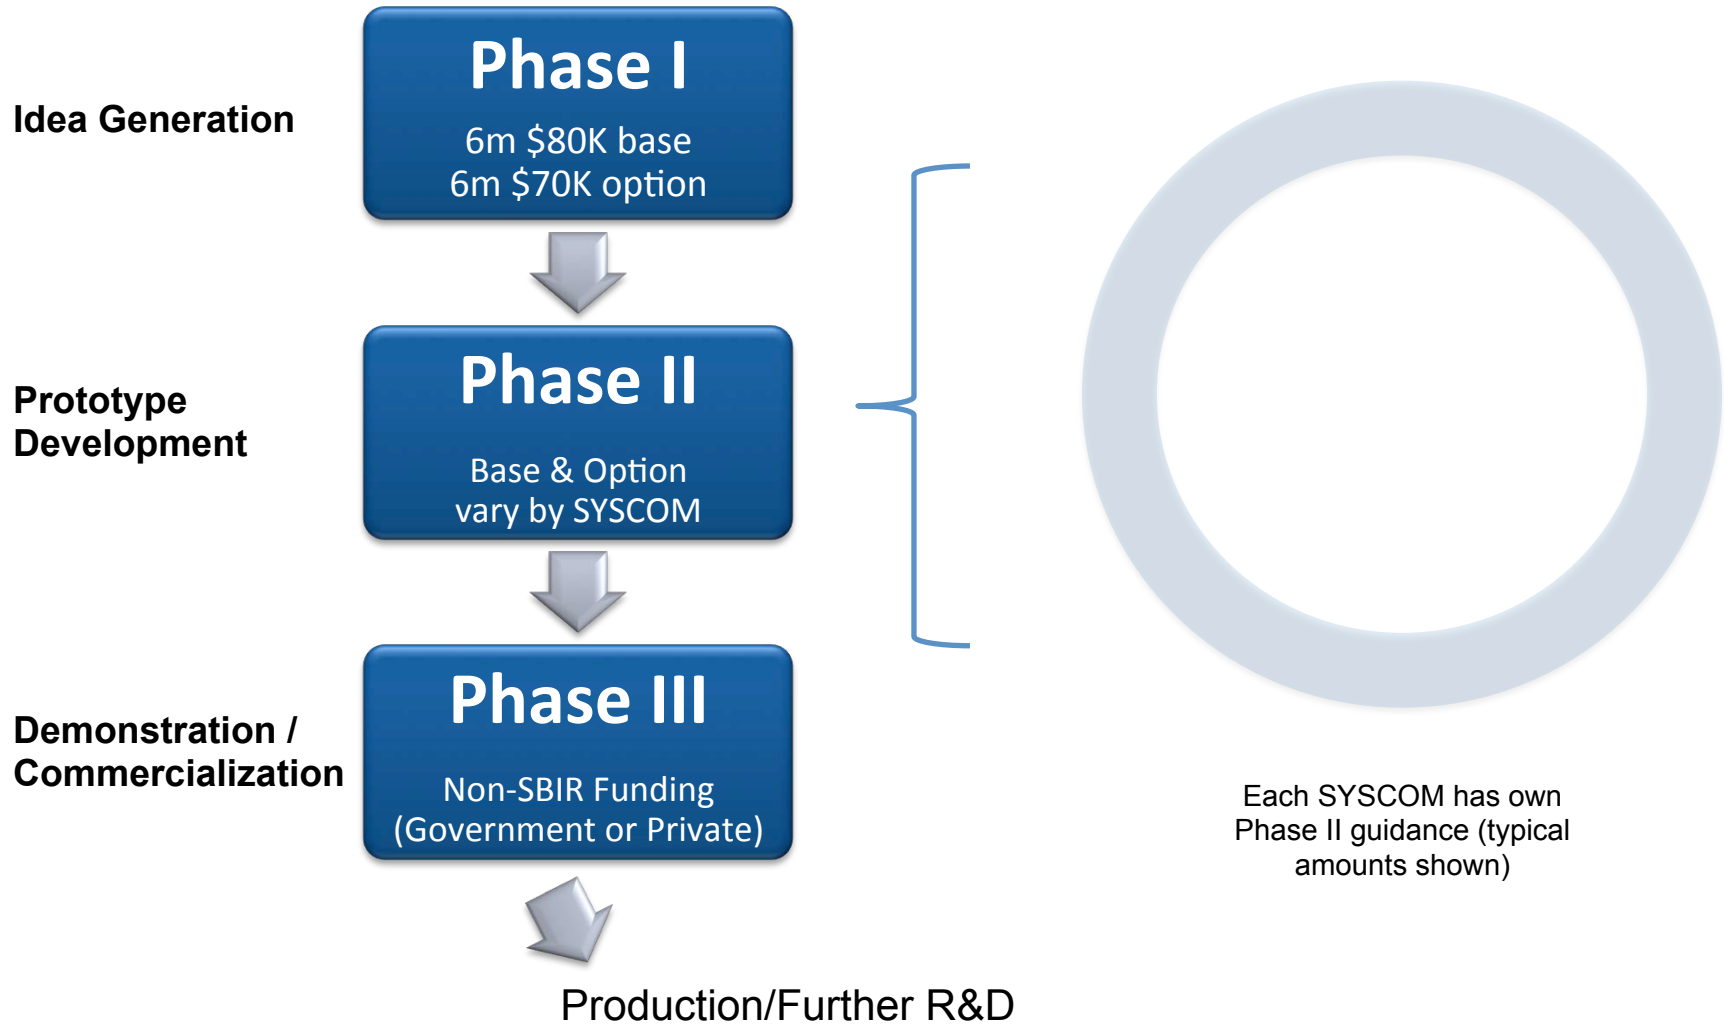 Idea Generation
Phase I
6m $80K base
6m $70K option
Prototype
Development
Phase II
Base & Option
vary by SYSCOM
Demonstration /
Commercialization
Phase III
Non-SBIR Funding
(Government or Private)
Each SYSCOM has own
Phase II guidance (typical
amounts shown)
Production/Further R&D